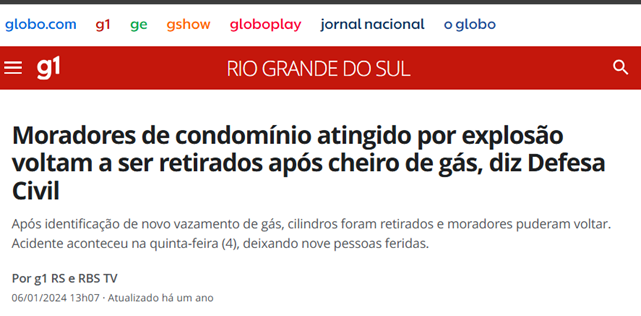 globo.com g1 ge gshow globoplay jornal nacional o globo
g1 RIO GRANDE DO SUL
Moradores de condomínio atingido por explosão
voltam a ser retirados após cheiro de gás, diz Defesa
Civil
Após identificação de novo vazamento de gás, cilindros foram retirados e moradores puderam voltar.
Acidente aconteceu na quinta-feira (4), deixando nove pessoas feridas.
Por g1 RS e RBS TV
06/01/2024 13h07 · Atualizado há um ano